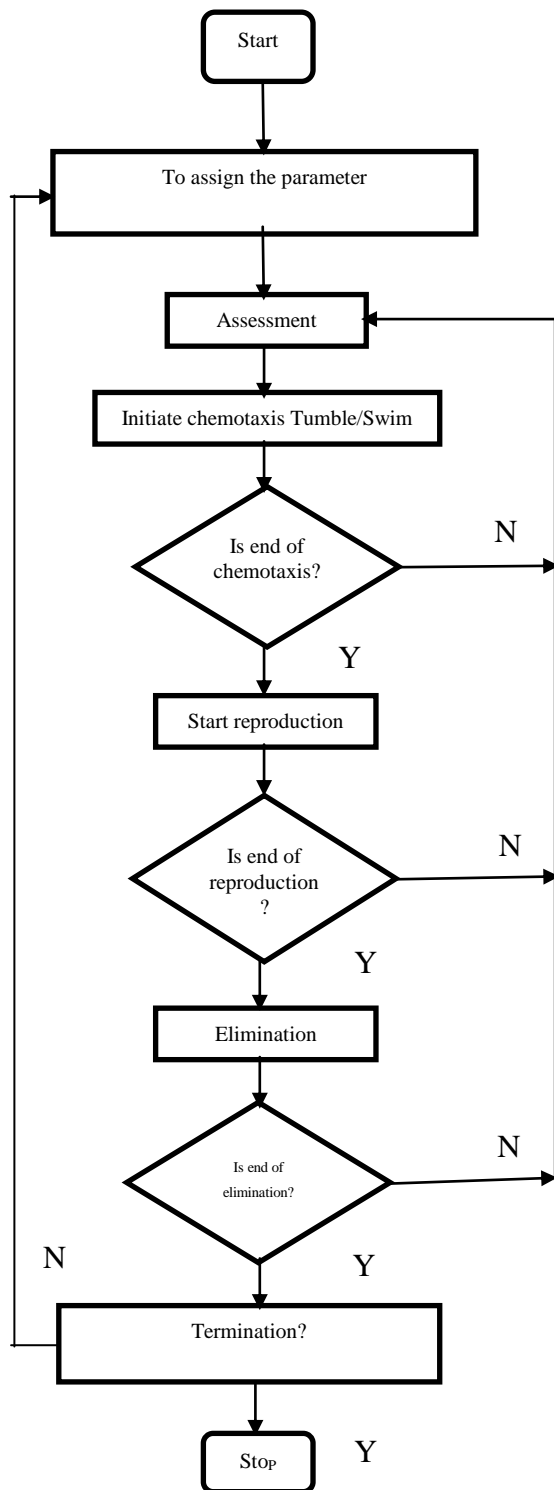 Start
To assign the parameter
Assessment
Initiate chemotaxis Tumble/Swim
Is end of
chemotaxis?
N
Y
Start reproduction
Is end of
reproduction
?
N
Y
Elimination
Is end of
elimination?
N
N
Y
Termination?
Stop
Y